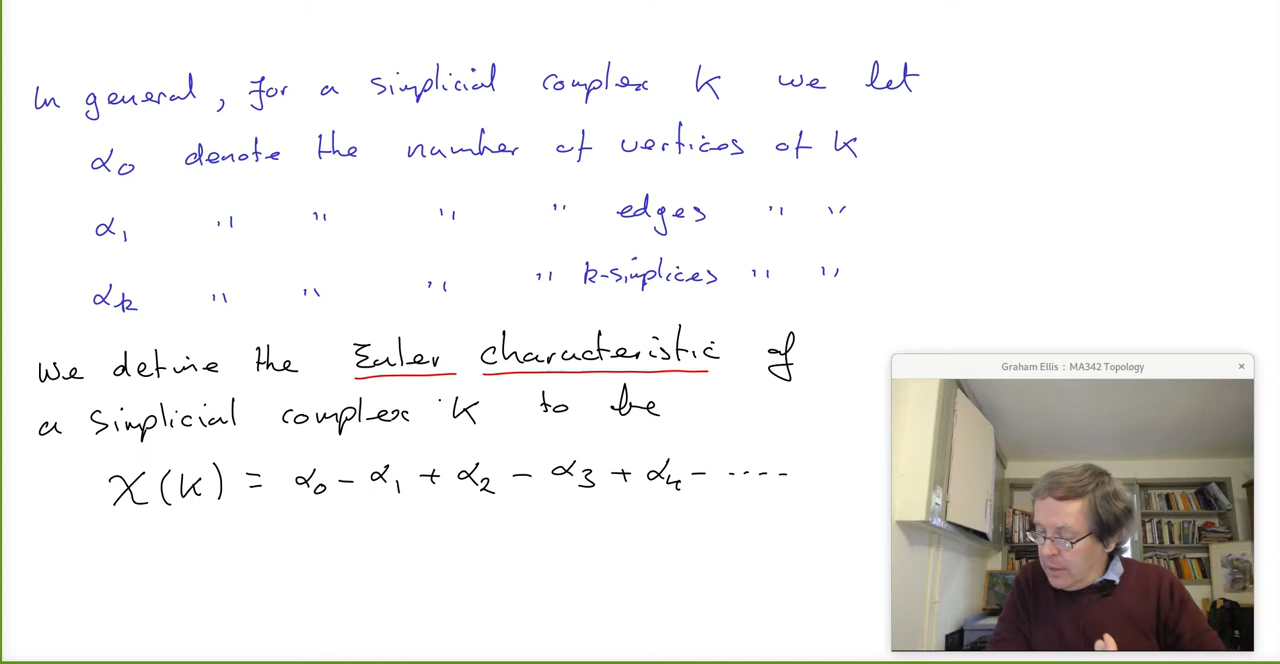 In general, for a simplicial complex K we let
α0 denote the number of vertices of K
α1 " " " " edges " "
αk " " " " k-simplices " "
We define the Euler characteristic of
a simplicial complex K to be
χ(K) = α0 - α1 + α2 - α3 + α4 - ....
Graham Ellis : MA342 Topology